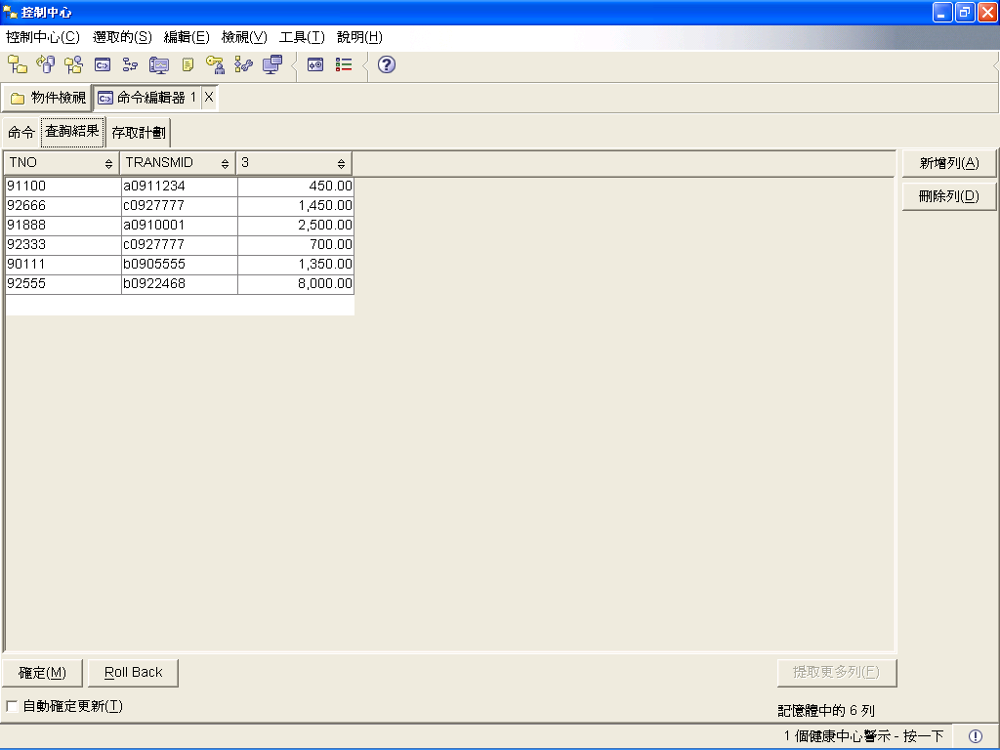 控制中心
控制中心(C) 選取的(S) 編輯(E) 檢視(V) 工具(T) 說明(H)
物件檢視 命令編輯器 1 X
命令 查詢結果 存取計劃
TNO TRANSMID 3
91100 a0911234 450.00
92666 c0927777 1,450.00
91888 a0910001 2,500.00
92333 c0927777 700.00
90111 b0905555 1,350.00
92555 b0922468 8,000.00
新增列(A)
刪除列(D)
確定(M) Roll Back 提取更多列(F)
自動確定更新(T)
記憶體中的 6 列
1 個健康中心警示 - 按一下